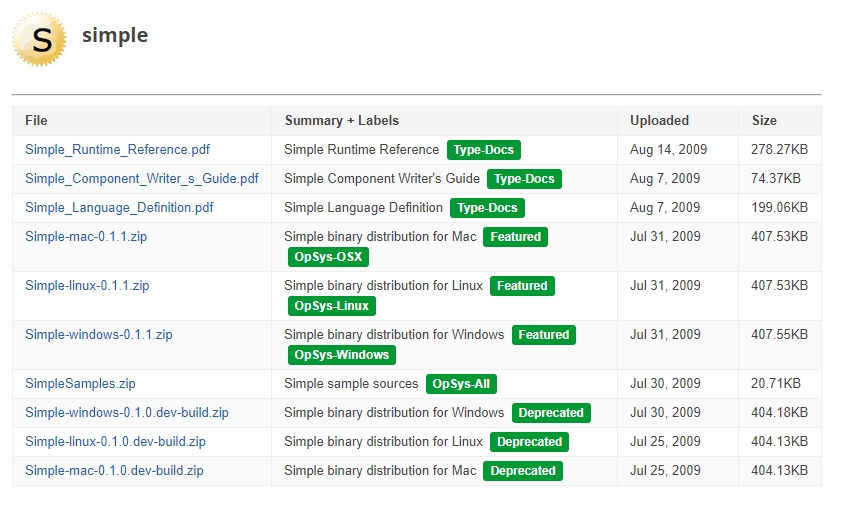 S simple
File Summary + Labels Uploaded Size
Simple_Runtime_Reference.pdf Simple Runtime Reference Type-Docs Aug 14, 2009 278.27KB
Simple_Component_Writer_s_Guide.pdf Simple Component Writer's Guide Type-Docs Aug 7, 2009 74.37KB
Simple_Language_Definition.pdf Simple Language Definition Type-Docs Aug 7, 2009 199.06KB
Simple-mac-0.1.1.zip Simple binary distribution for Mac Featured Jul 31, 2009 407.53KB
OpSys-OSX
Simple-linux-0.1.1.zip Simple binary distribution for Linux Featured Jul 31, 2009 407.53KB
OpSys-Linux
Simple-windows-0.1.1.zip Simple binary distribution for Windows Featured Jul 31, 2009 407.55KB
OpSys-Windows
SimpleSamples.zip Simple sample sources OpSys-All Jul 30, 2009 20.71KB
Simple-windows-0.1.0.dev-build.zip Simple binary distribution for Windows Deprecated Jul 30, 2009 404.18KB
Simple-linux-0.1.0.dev-build.zip Simple binary distribution for Linux Deprecated Jul 25, 2009 404.13KB
Simple-mac-0.1.0.dev-build.zip Simple binary distribution for Mac Deprecated Jul 25, 2009 404.13KB